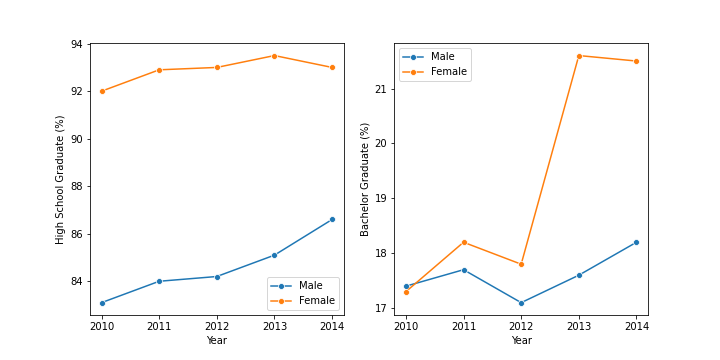 94
92
90
88
86
84
High School Graduate (%)
2010 2011 2012 2013 2014
Year
Male
Female
21
20
19
18
17
Bachelor Graduate (%)
2010 2011 2012 2013 2014
Year
Male
Female